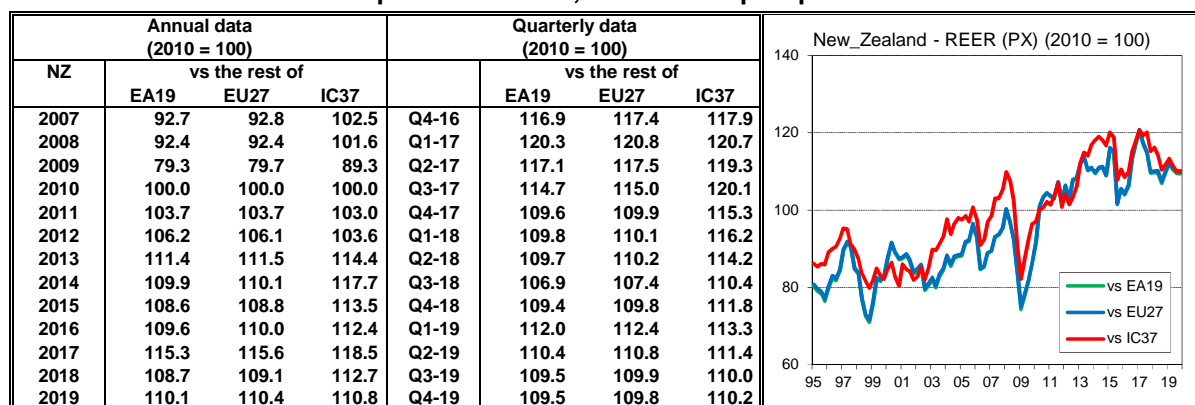 Annual data Quarterly data
(2010 = 100) (2010 = 100)
NZ vs the rest of vs the rest of
EA19 EU27 IC37 EA19 EU27 IC37
2007 92.7 92.8 102.5 Q4-16 116.9 117.4 117.9
2008 92.4 92.4 101.6 Q1-17 120.3 120.8 120.7
2009 79.3 79.7 89.3 Q2-17 117.1 117.5 119.3
2010 100.0 100.0 100.0 Q3-17 114.7 115.0 120.1
2011 103.7 103.7 103.0 Q4-17 109.6 109.9 115.3
2012 106.2 106.1 103.6 Q1-18 109.8 110.1 116.2
2013 111.4 111.5 114.4 Q2-18 109.7 110.2 114.2
2014 109.9 110.1 117.7 Q3-18 106.9 107.4 110.4
2015 108.6 108.8 113.5 Q4-18 109.4 109.8 111.8
2016 109.6 110.0 112.4 Q1-19 112.0 112.4 113.3
2017 115.3 115.6 118.5 Q2-19 110.4 110.8 111.4
2018 108.7 109.1 112.7 Q3-19 109.5 109.9 110.0
2019 110.1 110.4 110.8 Q4-19 109.5 109.8 110.2
New_Zealand - REER (PX) (2010 = 100)
140
120
100
80
60
vs EA19
vs EU27
vs IC37
95 97 99 01 03 05 07 09 11 13 15 17 19